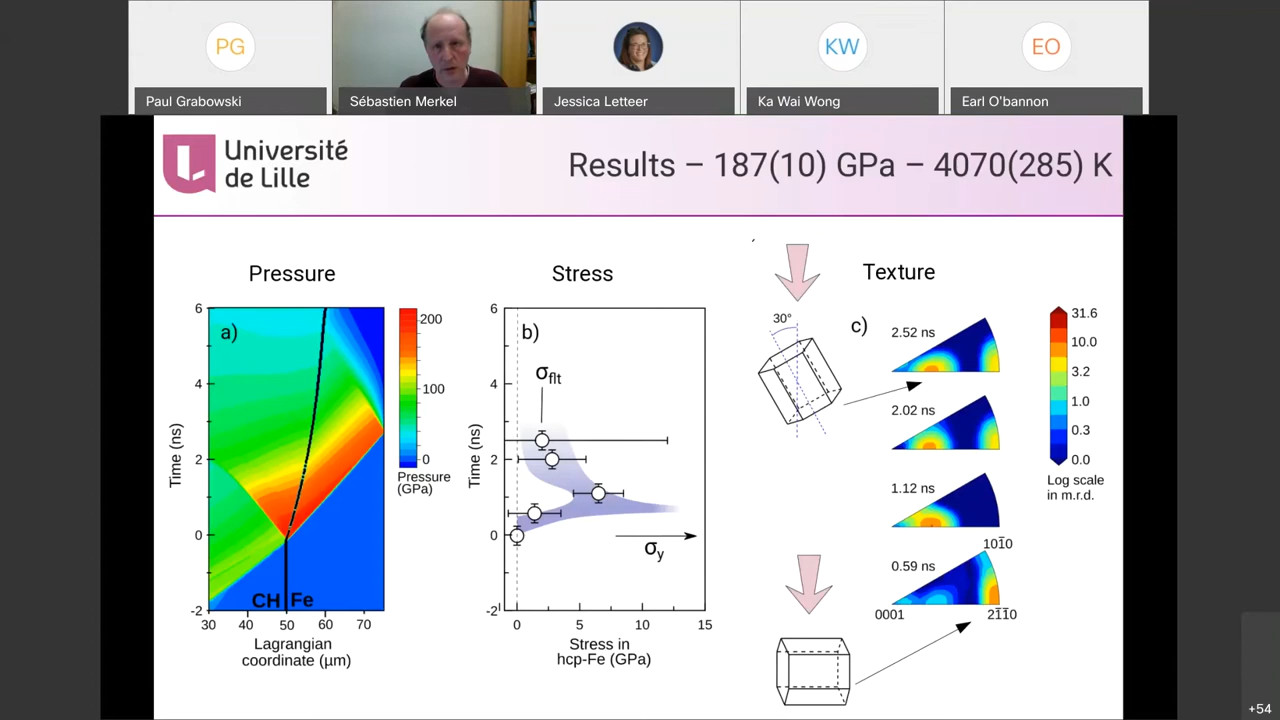 PG
KW
EO
Paul Grabowski
Sébastien Merkel
Jessica Letteer
Ka Wai Wong
Earl O'bannon
Université
de Lille
Results – 187(10) GPa – 4070(285) K
Pressure
Stress
Texture
a)
6
4
2
0
-2
Time (ns)
CH Fe
30 40 50 60 70
Lagrangian
coordinate (µm)
200
100
0
Pressure
(GPa)
b)
6
4
2
0
-2
Time (ns)
σflt
σy
0 5 10 15
Stress in
hcp-Fe (GPa)
30°
c)
2.52 ns
2.02 ns
1.12 ns
0.59 ns
101̄0
0001
21̄1̄0
31.6
10.0
3.2
1.0
0.3
0.0
Log scale
in m.r.d.
+54